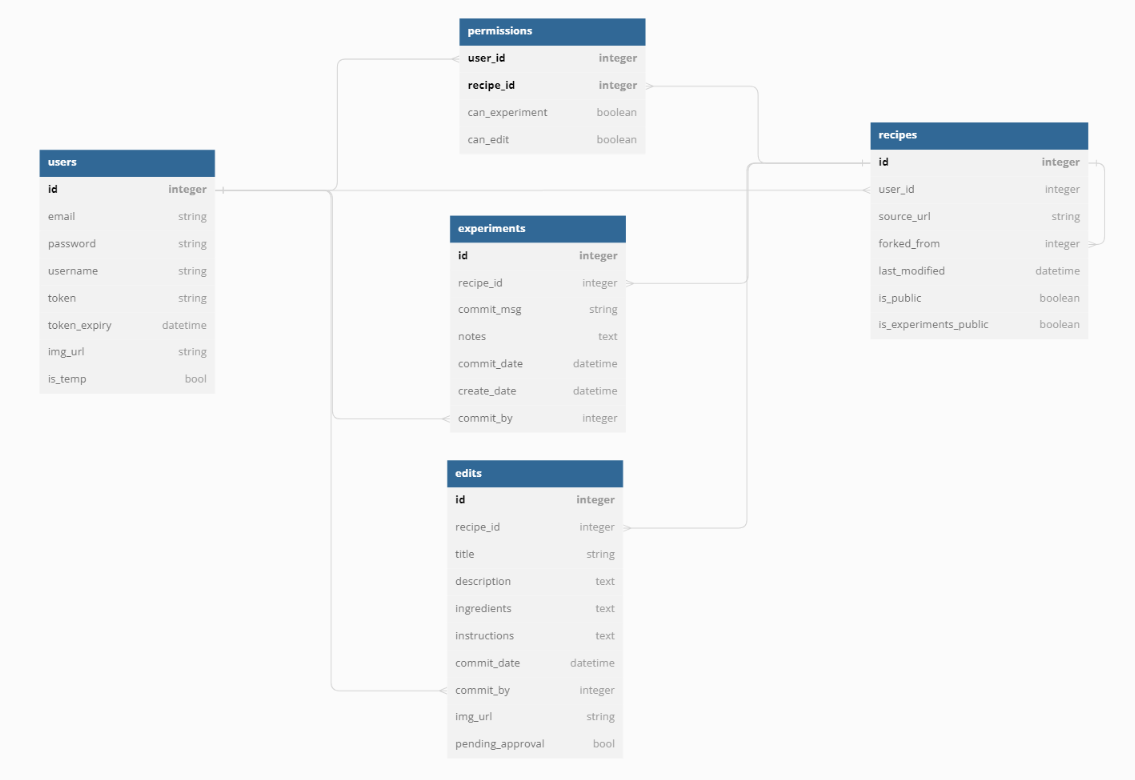 permissions
user_id integer
recipe_id integer
can_experiment boolean
can_edit boolean
users
id integer
email string
password string
username string
token string
token_expiry datetime
img_url string
is_temp bool
experiments
id integer
recipe_id integer
commit_msg string
notes text
commit_date datetime
create_date datetime
commit_by integer
edits
id integer
recipe_id integer
title string
description text
ingredients text
instructions text
commit_date datetime
commit_by integer
img_url string
pending_approval bool
recipes
id integer
user_id integer
source_url string
forked_from integer
last_modified datetime
is_public boolean
is_experiments_public boolean